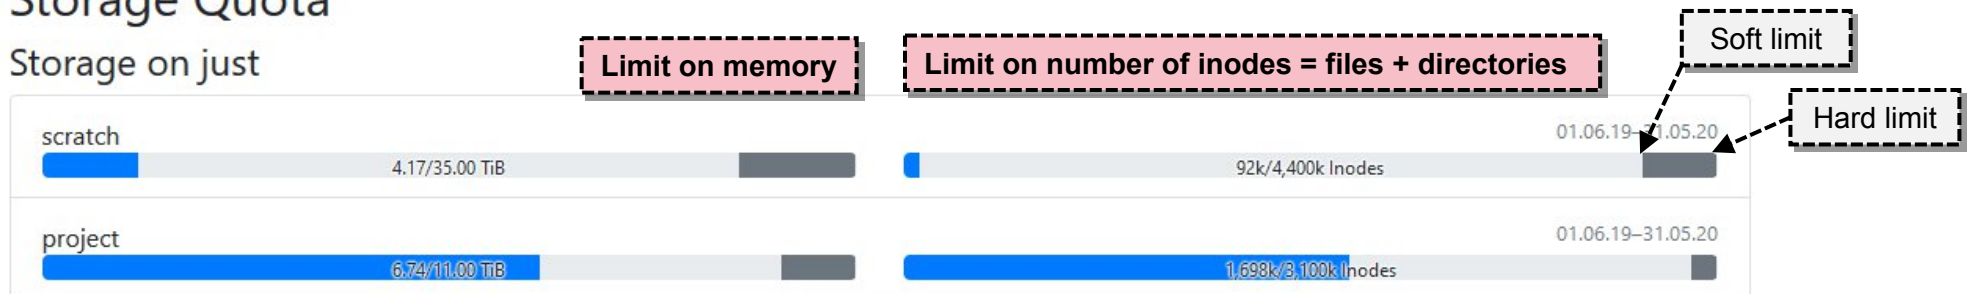 Storage Quota
Soft limit
Storage on just
Limit on memory
Limit on number of inodes = files + directories
Hard limit
scratch
01.06.19–31.05.20
4.17/35.00 TiB
92k/4,400k Inodes
project
01.06.19–31.05.20
6.74/11.00 TiB
1,698k/3,100k Inodes